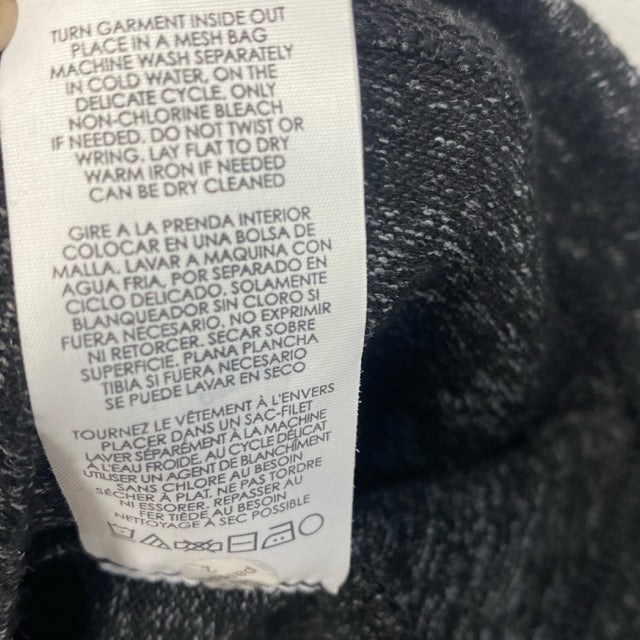 TURN GARMENT INSIDE OUT
PLACE IN A MESH BAG
MACHINE WASH SEPARATELY
IN COLD WATER, ON THE
DELICATE CYCLE. ONLY
NON-CHLORINE BLEACH
IF NEEDED. DO NOT TWIST OR
WRING. LAY FLAT TO DRY
WARM IRON IF NEEDED
CAN BE DRY CLEANED
GIRE A LA PRENDA INTERIOR
COLOCAR EN UNA BOLSA DE
MALLA. LAVAR A MAQUINA CON
AGUA FRIA, POR SEPARADO EN
CICLO DELICADO. SOLAMENTE
BLANQUEADOR SIN CLORO SI
FUERA NECESARIO. NO EXPRIMIR
NI RETORCER. SECAR SOBRE
SUPERFICIE. PLANA PLANCHA
TIBIA SI FUERA NECESARIO
SE PUEDE LAVAR EN SECO
TOURNEZ LE VÊTEMENT À L'ENVERS
PLACER DANS UN SAC-FILET
LAVER SÉPARÉMENT À LA MACHINE
À L'EAU FROIDE, AU CYCLE DÉLICAT
UTILISER UN AGENT DE BLANCHÎMENT
SANS CHLORE AU BESOIN
SÉCHER À PLAT, NE PAS TORDRE
NI ESSORER. REPASSER AU
FER TIÈDE AU BESOIN
NETTOYAGE À SEC POSSIBLE